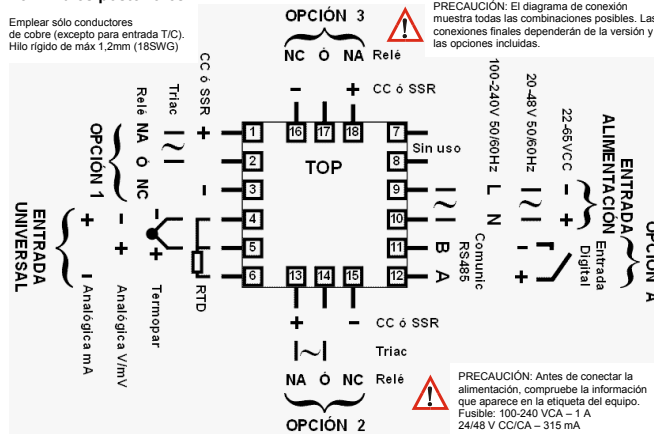 Emplear sólo conductores
de cobre (excepto para entrada T/C).
Hilo rígido de máx 1,2mm (18SWG)
OPCIÓN 3
PRECAUCIÓN: El diagrama de conexión
muestra todas las combinaciones posibles. Las
conexiones finales dependerán de la versión y
las opciones incluidas.
NC Ó NA Relé
- + CC ó SSR
CC ó SSR
Triac
Relé
NA Ó NC
OPCIÓN 1
+
-
16 17 18
TOP
1
2
3
4
5
6
7
8
9
10
11
12
13 14 15
Sin uso
100-240V 50/60Hz
L
N
20-48V 50/60Hz
22-65VCC
-
+
ENTRADA
ALIMENTACIÓN
B
A
Comunic
RS485
-
+
Entrada
Digital
OPCIÓN A
ENTRADA
UNIVERSAL
+
-
Analógica mA
-
+
Analógica V/mV
-
+
Termopar
RTD
+ - CC ó SSR
|~| Triac
NA Ó NC Relé
OPCIÓN 2
PRECAUCIÓN: Antes de conectar la
alimentación, compruebe la información
que aparece en la etiqueta del equipo.
Fusible: 100-240 VCA – 1 A
24/48 V CC/CA – 315 mA